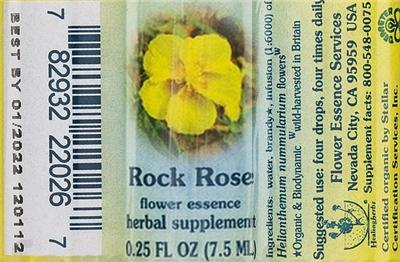 BEST BY 01/2022 120112
7 82932 22026 7
Rock Rose
flower essence
herbal supplement
0.25 FL OZ (7.5 ML)
Ingredients: water, brandy★, infusion (1:6000) of
Helianthemum nummularium flowers W
★Organic & Biodynamic W wild-harvested in Britain
Suggested use: four drops, four times daily
Flower Essence Services
Nevada City, CA 95959 USA
Supplement facts: 800-548-0075
Healingherbs
Certified organic by Stellar
Certification Services, Inc.